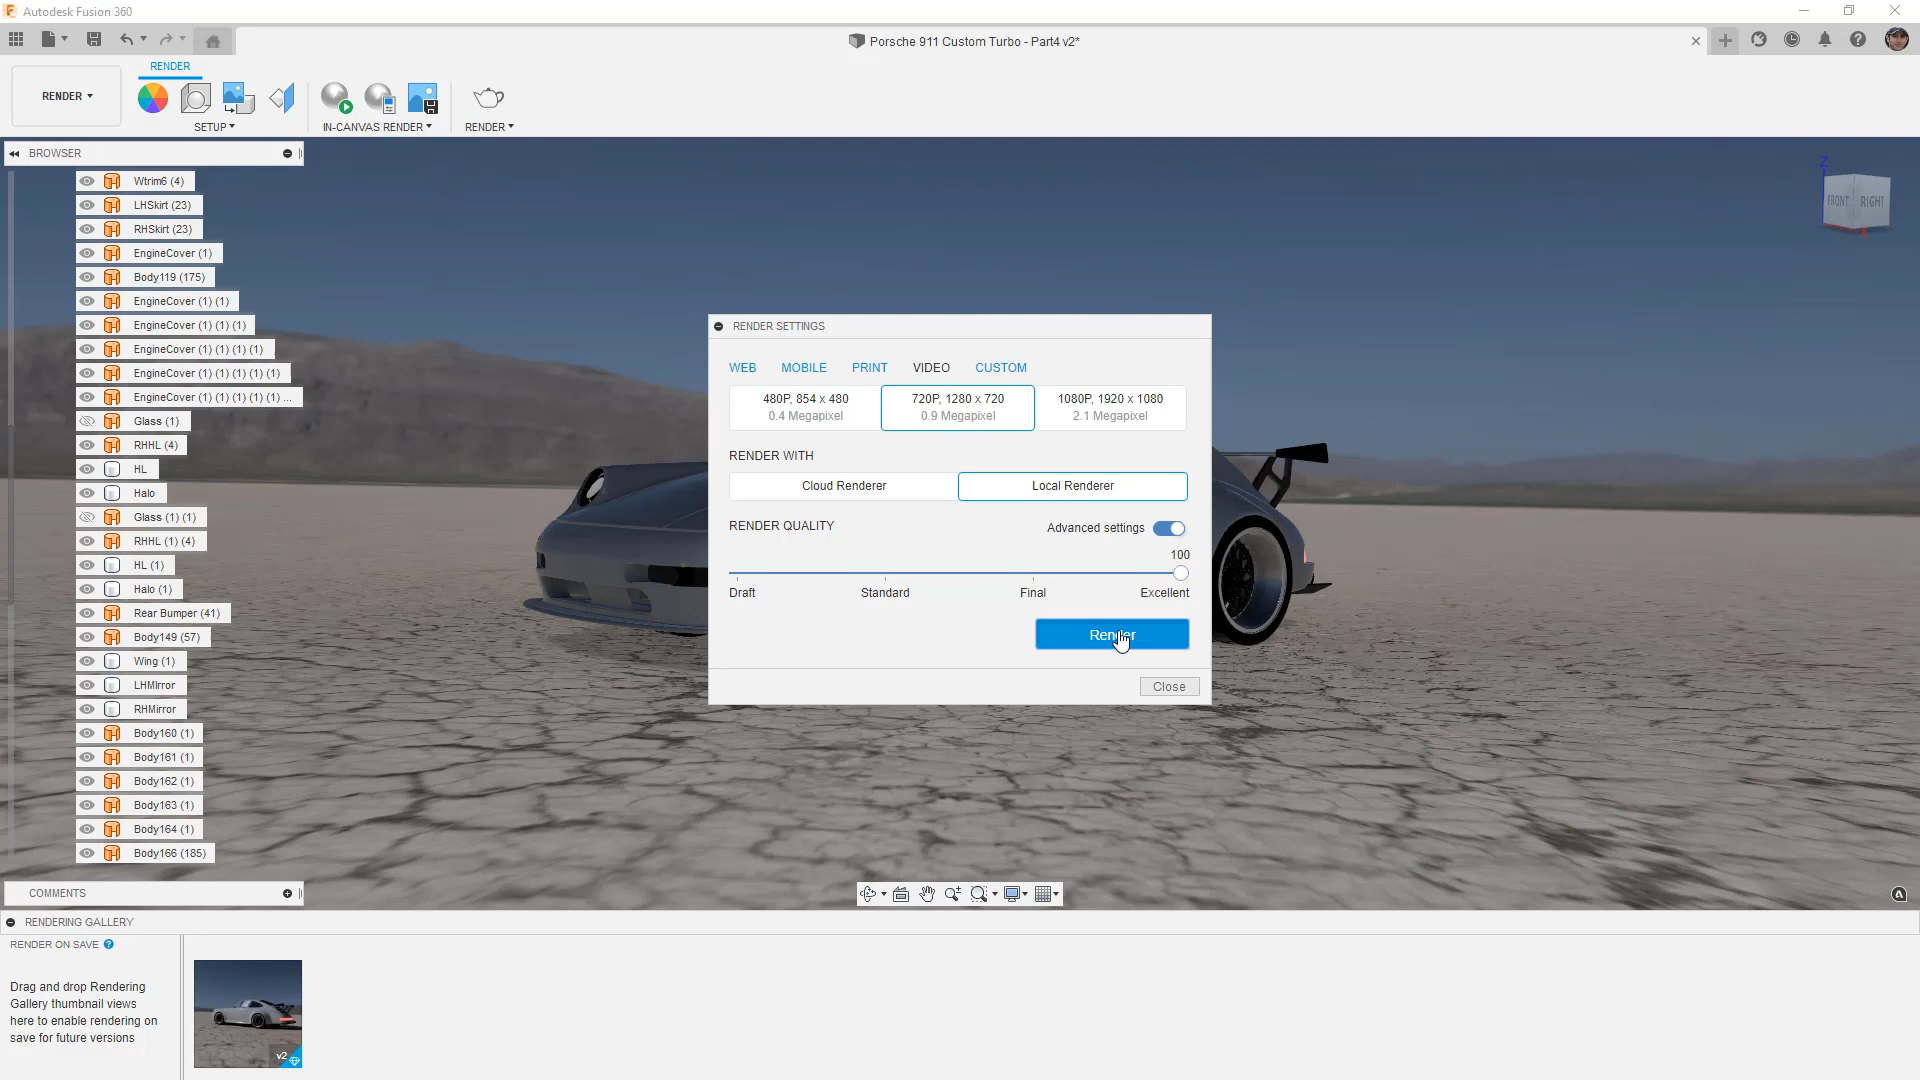 Autodesk Fusion 360
Porsche 911 Custom Turbo - Part4 v2*
RENDER
RENDER
SETUP
IN-CANVAS RENDER
RENDER
BROWSER
Wtrim6 (4)
LHSkirt (23)
RHSkirt (23)
EngineCover (1)
Body119 (175)
EngineCover (1) (1)
EngineCover (1) (1) (1)
EngineCover (1) (1) (1) (1)
EngineCover (1) (1) (1) (1) (1)
EngineCover (1) (1) (1) (1) (1) ...
Glass (1)
RHHL (4)
HL
Halo
Glass (1) (1)
RHHL (1) (4)
HL (1)
Halo (1)
Rear Bumper (41)
Body149 (57)
Wing (1)
LHMIrror
RHMirror
Body160 (1)
Body161 (1)
Body162 (1)
Body163 (1)
Body164 (1)
Body166 (185)
Z
FRONT RIGHT
RENDER SETTINGS
WEB MOBILE PRINT VIDEO CUSTOM
480P, 854 x 480 720P, 1280 x 720 1080P, 1920 x 1080
0.4 Megapixel 0.9 Megapixel 2.1 Megapixel
RENDER WITH
Cloud Renderer Local Renderer
RENDER QUALITY Advanced settings
100
Draft Standard Final Excellent
Render
Close
COMMENTS
RENDERING GALLERY
RENDER ON SAVE
Drag and drop Rendering
Gallery thumbnail views
here to enable rendering on
save for future versions
v2